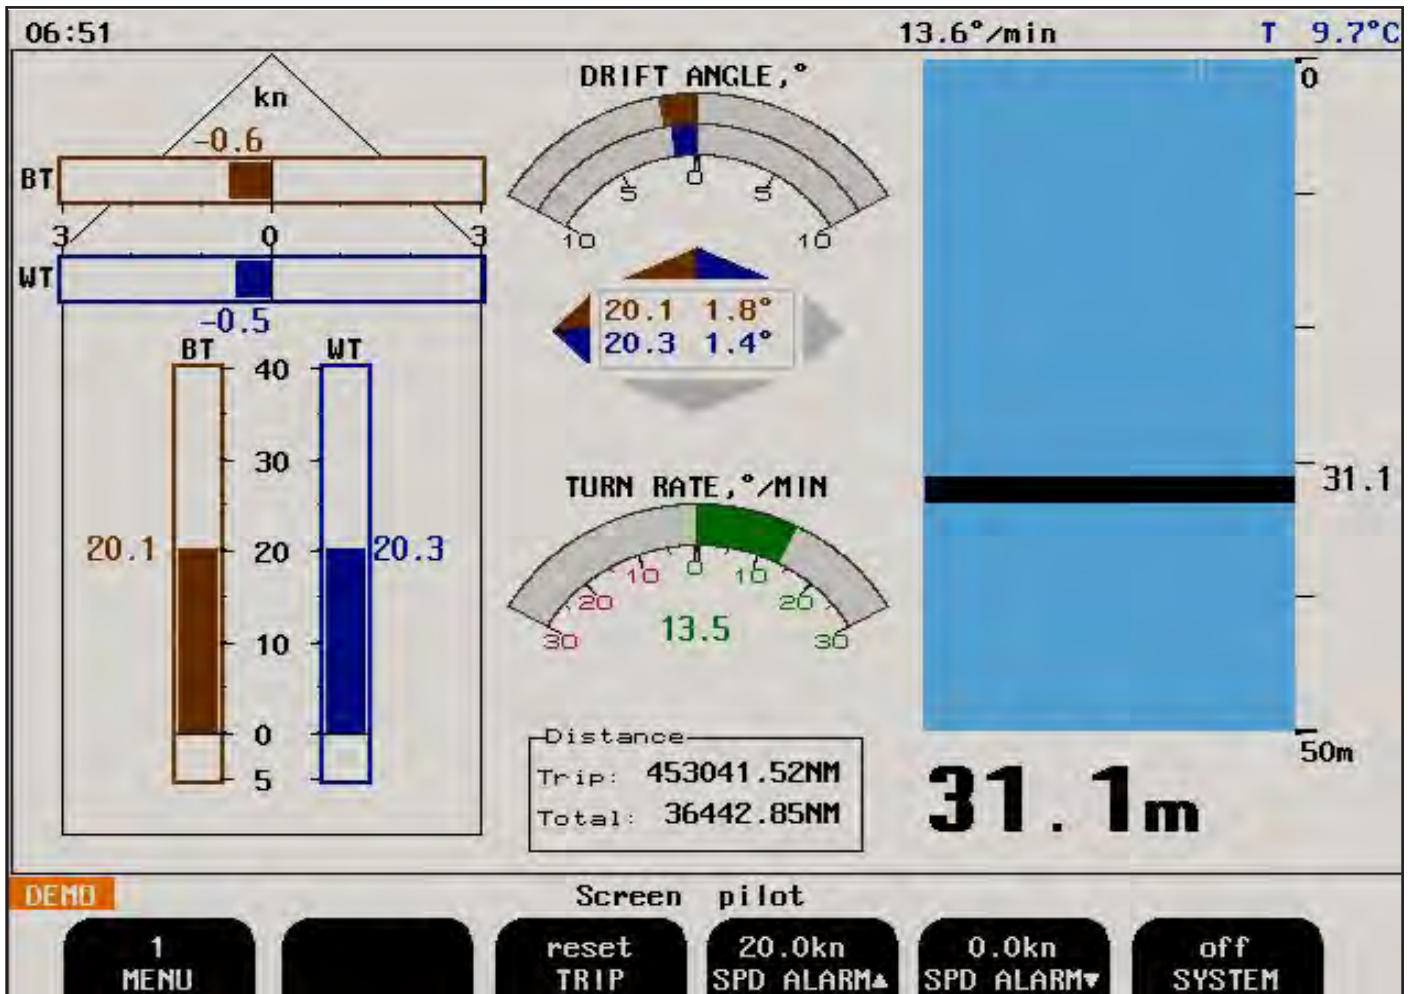 06:51 13.6°/min T 9.7°C
kn
-0.6
BT
3 0 3
WT
-0.5
BT WT
40
30
20.1 20 20.3
10
0
5
DRIFT ANGLE,°
10 5 0 5 10
20.1 1.8°
20.3 1.4°
TURN RATE,°/MIN
30 20 10 0 10 20 30
13.5
Distance
Trip: 453041.52NM
Total: 36442.85NM
0
31.1
50m
31.1m
DEMO Screen pilot
1
MENU
reset
TRIP
20.0kn
SPD ALARM▲
0.0kn
SPD ALARM▼
off
SYSTEM